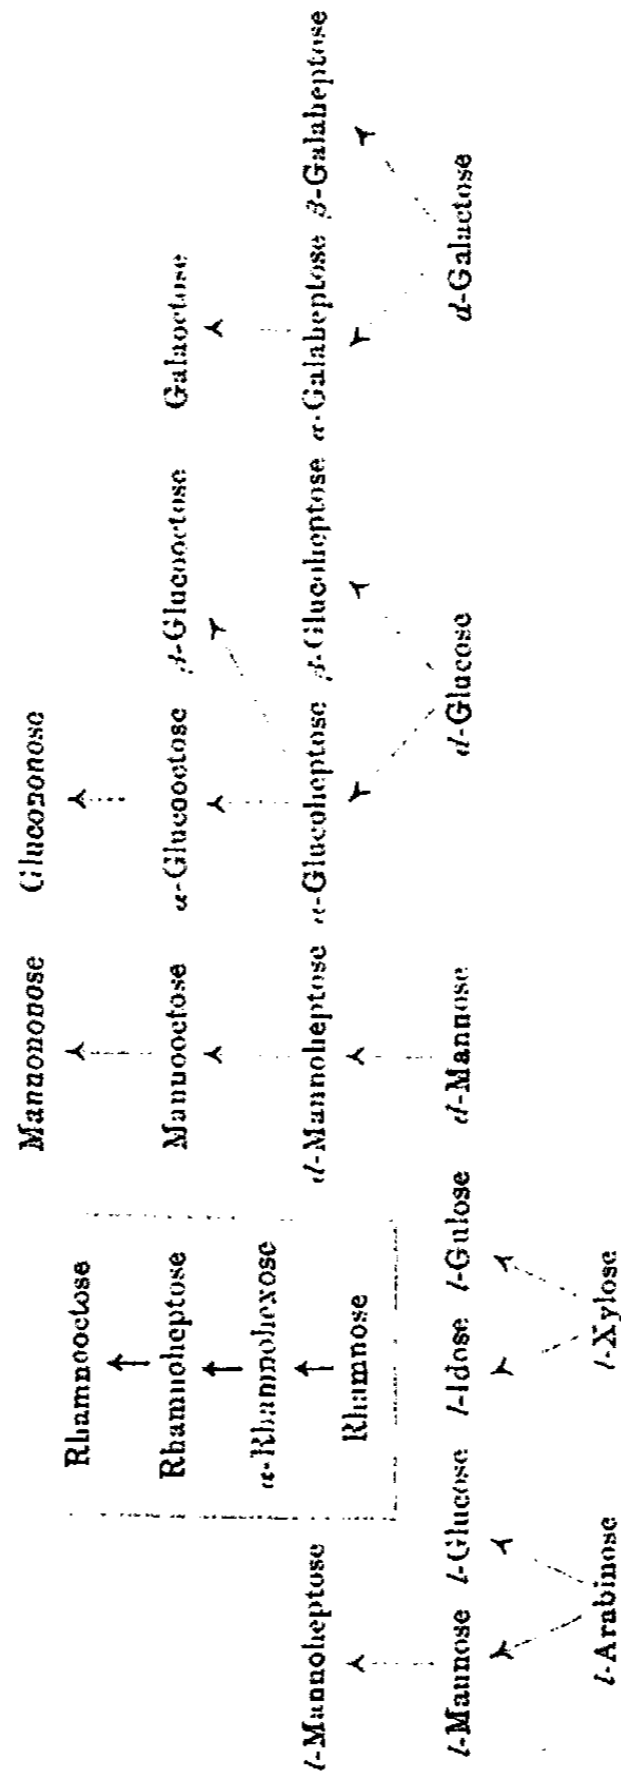 Mannononose Glucononose
Rhamnooctose
Rhamnoheptose Mannooctose α-Glucooctose β-Glucooctose Galaoctose
α-Rhamnohexose
l-Mannoheptose d-Mannoheptose α-Glucoheptose β-Glucoheptose α-Galaheptose β-Galaheptose
Rhamnose
l-Mannose l-Glucose l-Idose l-Gulose d-Mannose d-Glucose d-Galactose
l-Arabinose l-Xylose